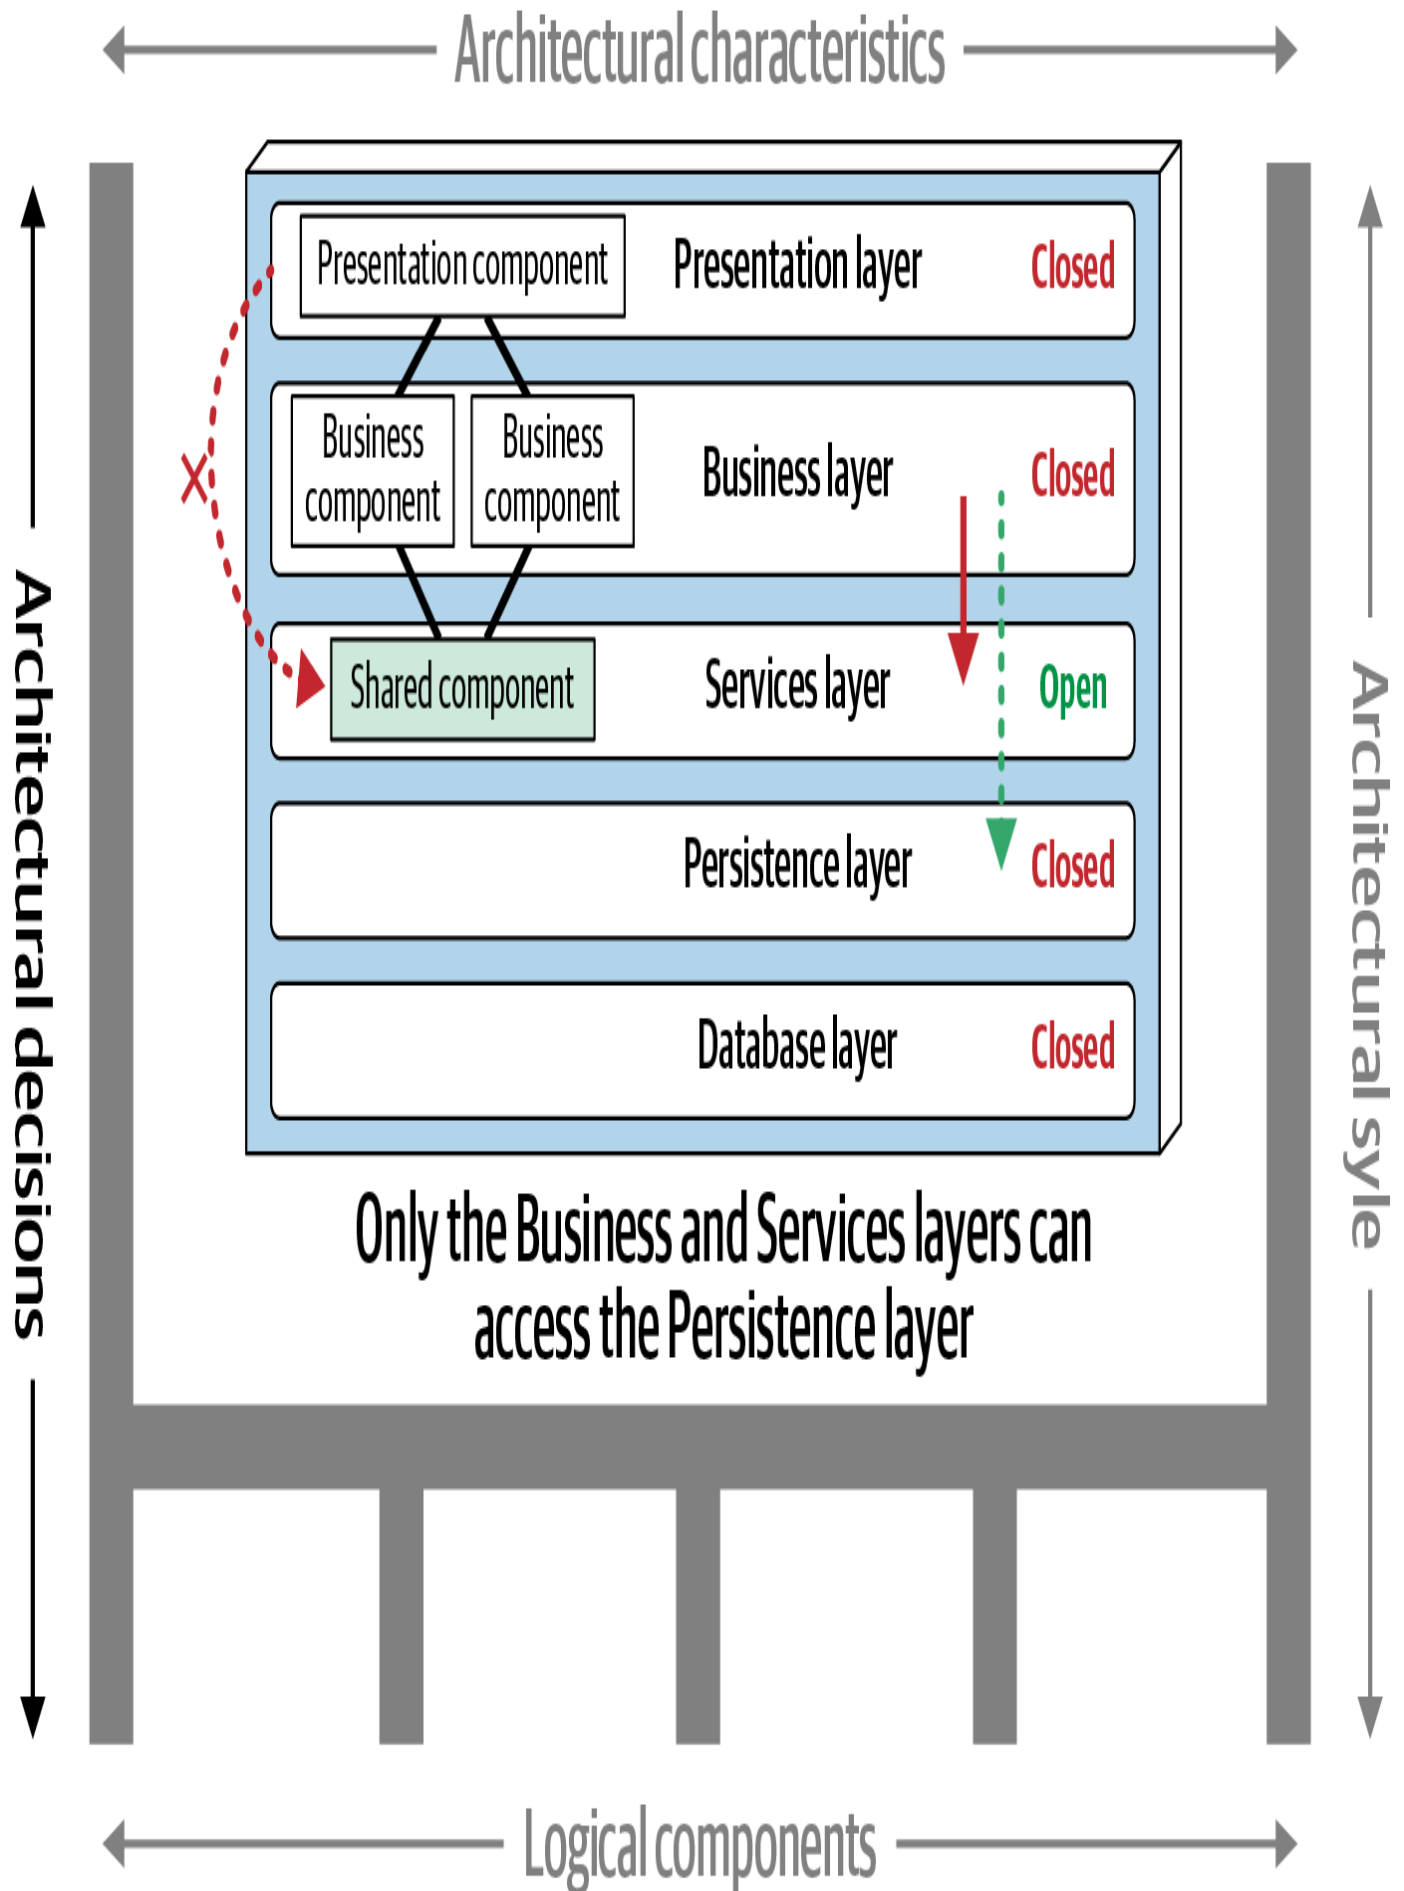 Architectural characteristics
Presentation component
Presentation layer
Closed
Business
component
Business
component
Business layer
Closed
Shared component
Services layer
Open
Persistence layer
Closed
Database layer
Closed
Only the Business and Services layers can
access the Persistence layer
Architectural decisions
Architectural syle
Logical components